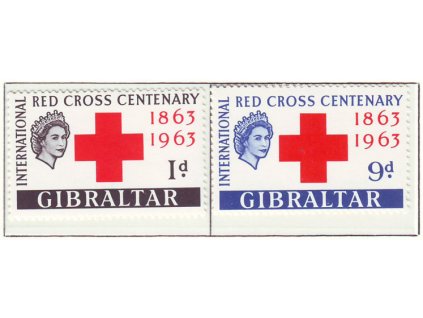 INTERNATIONAL
RED CROSS CENTENARY
1863
1963
1d
GIBRALTAR
INTERNATIONAL
RED CROSS CENTENARY
1863
1963
9d
GIBRALTAR